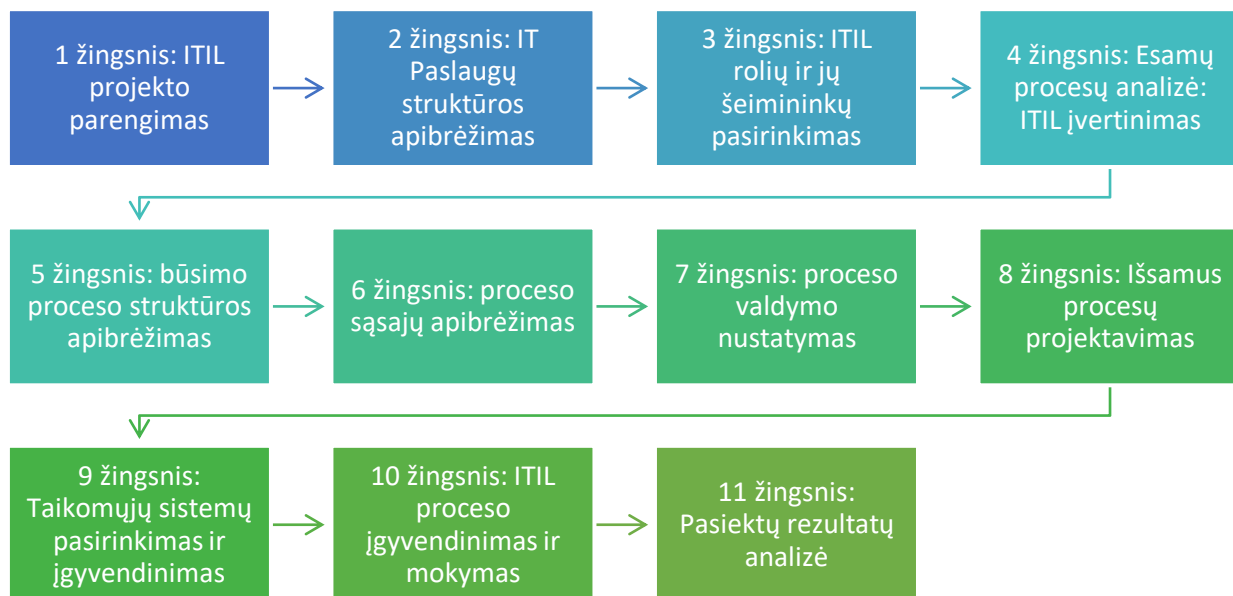 1 žingsnis: ITIL
projekto
parengimas
2 žingsnis: IT
Paslaugų
struktūros
apibrėžimas
3 žingsnis: ITIL
rolių ir jų
šeimininkų
pasirinkimas
4 žingsnis: Esamų
procesų analizė:
ITIL įvertinimas
5 žingsnis: būsimo
proceso struktūros
apibrėžimas
6 žingsnis: proceso
sąsajų apibrėžimas
7 žingsnis: proceso
valdymo
nustatymas
8 žingsnis: Išsamus
procesų
projektavimas
9 žingsnis:
Taikomųjų sistemų
pasirinkimas ir
įgyvendinimas
10 žingsnis: ITIL
proceso
įgyvendinimas ir
mokymas
11 žingsnis:
Pasiektų rezultatų
analizė